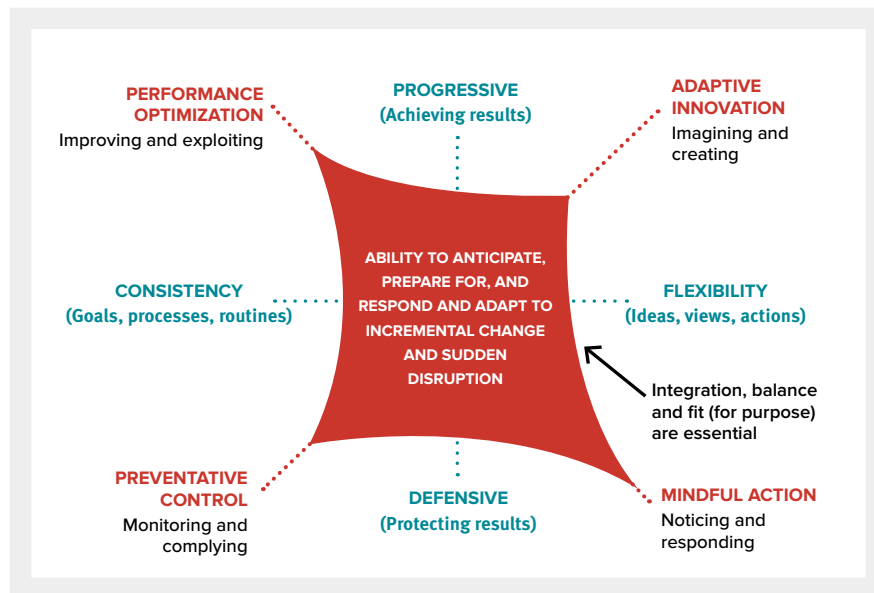 PERFORMANCE
OPTIMIZATION
Improving and exploiting
PROGRESSIVE
(Achieving results)
ADAPTIVE
INNOVATION
Imagining and
creating
CONSISTENCY
(Goals, processes, routines)
ABILITY TO ANTICIPATE,
PREPARE FOR, AND
RESPOND AND ADAPT TO
INCREMENTAL CHANGE
AND SUDDEN
DISRUPTION
FLEXIBILITY
(Ideas, views, actions)
Integration, balance
and fit (for purpose)
are essential
PREVENTATIVE
CONTROL
Monitoring and
complying
DEFENSIVE
(Protecting results)
MINDFUL ACTION
Noticing and
responding